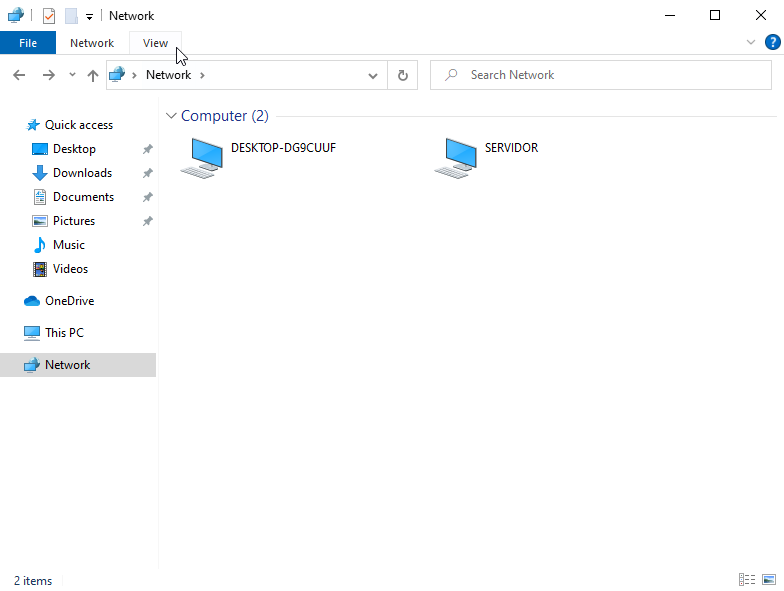 Network
File
Network
View
Network
Search Network
Quick access
Desktop
Downloads
Documents
Pictures
Music
Videos
OneDrive
This PC
Network
Computer (2)
DESKTOP-DG9CUUF
SERVIDOR
2 items